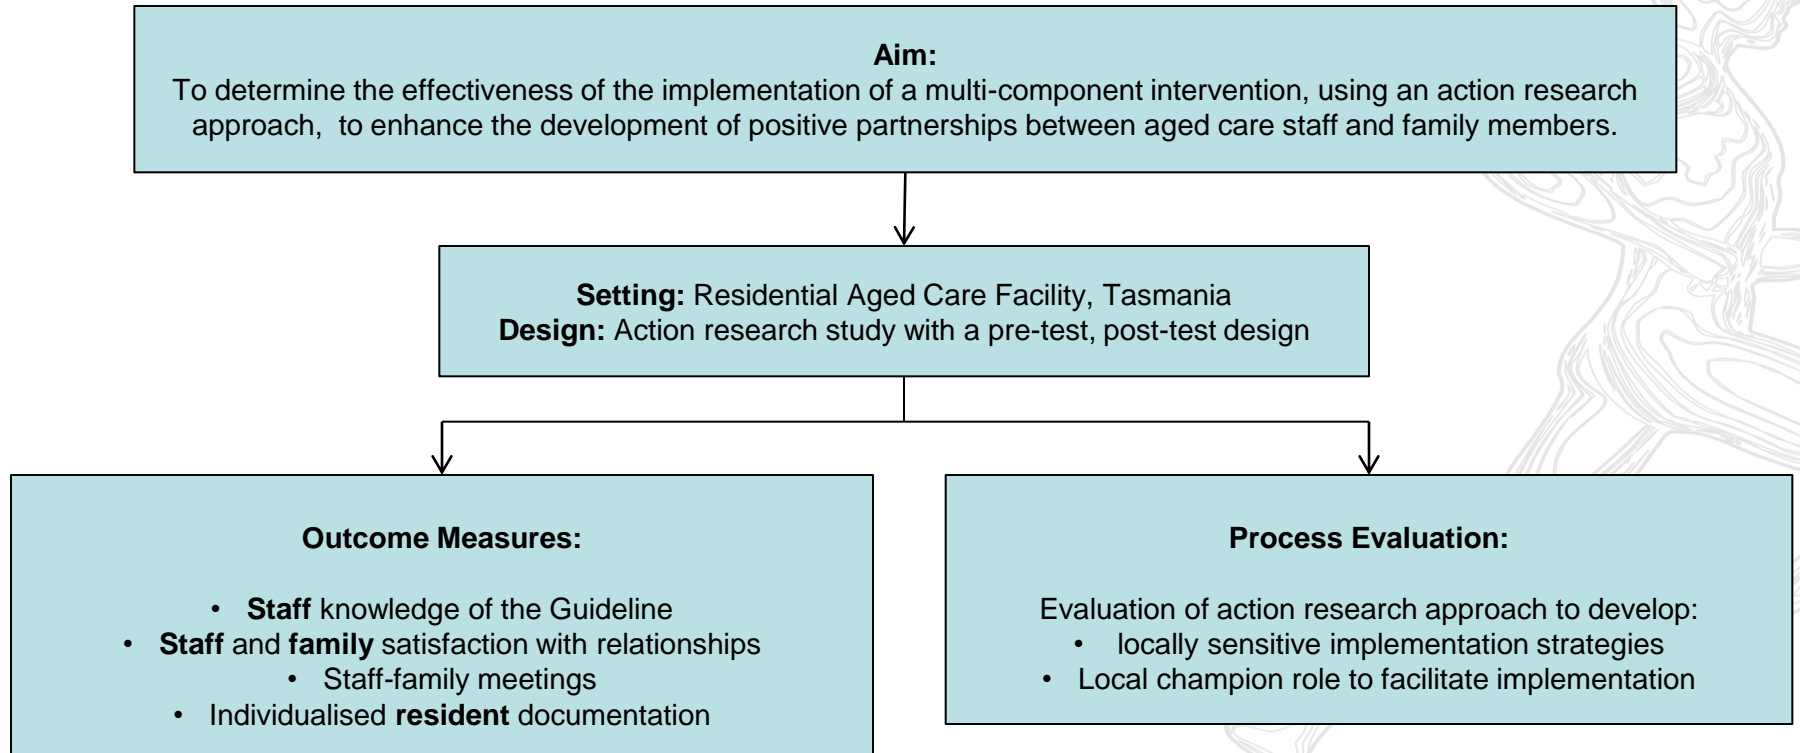 Aim:
To determine the effectiveness of the implementation of a multi-component intervention, using an action research
approach,  to enhance the development of positive partnerships between aged care staff and family members.
Setting: Residential Aged Care Facility, Tasmania
Design: Action research study with a pre-test, post-test design
Outcome Measures:
• Staff knowledge of the Guideline
• Staff and family satisfaction with relationships
• Staff-family meetings
• Individualised resident documentation
Process Evaluation:
Evaluation of action research approach to develop:
• locally sensitive implementation strategies
• Local champion role to facilitate implementation